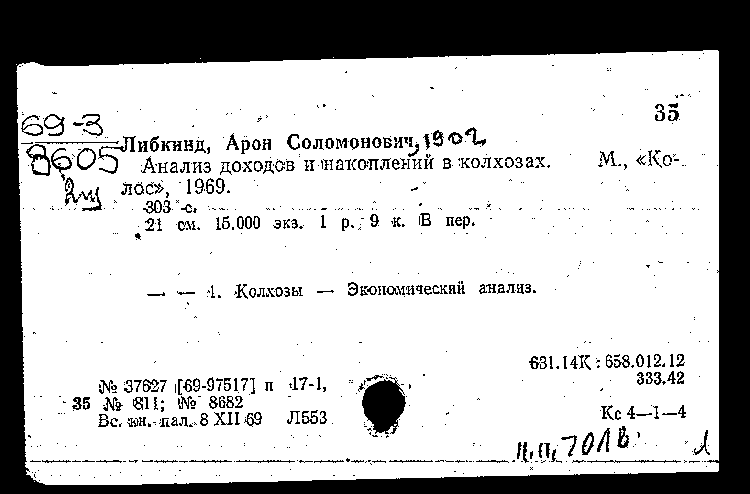 35
69-3
8605
Либкинд, Арон Соломонович, 1902
Анализ доходов и накоплений в колхозах. М., «Ко-
лос», 1969.
303 с.
21 см. 15.000 экз. 1 р. 9 к. В пер.
— — 1. Колхозы — Экономический анализ.
631.14К : 658.012.12
333.42
№ 37627 [69-97517] п 17-1,
35 № 811; № 8682
Вс. кн. пал. 8 XII 69 Л553
Кс 4—1—4
Н.П. 70 1В.